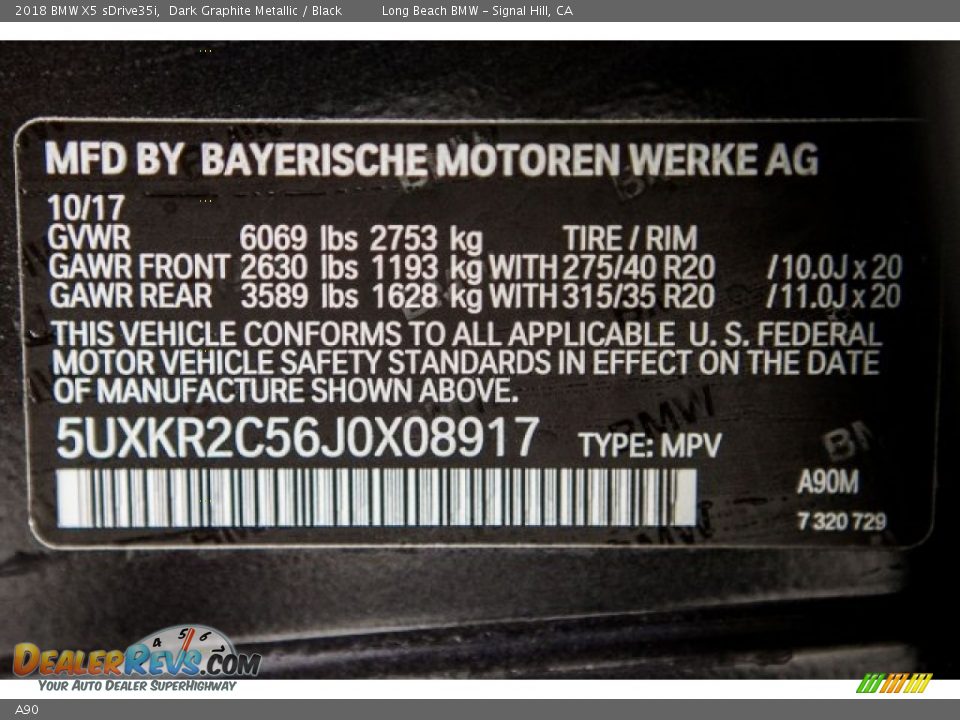 2018 BMW X5 sDrive35i, Dark Graphite Metallic / Black Long Beach BMW - Signal Hill, CA
MFD BY BAYERISCHE MOTOREN WERKE AG
10/17
GVWR 6069 lbs 2753 kg TIRE / RIM
GAWR FRONT 2630 lbs 1193 kg WITH 275/40 R20 /10.0J x 20
GAWR REAR 3589 lbs 1628 kg WITH 315/35 R20 /11.0J x 20
THIS VEHICLE CONFORMS TO ALL APPLICABLE U. S. FEDERAL
MOTOR VEHICLE SAFETY STANDARDS IN EFFECT ON THE DATE
OF MANUFACTURE SHOWN ABOVE.
5UXKR2C56J0X08917 TYPE: MPV
A90M
7 320 729
BMW
4 5 6
DealerRevs.com
Your Auto Dealer SuperHighway
A90